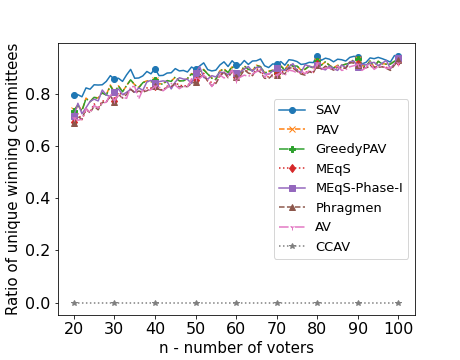 Ratio of unique winning committees
0.8
0.6
0.4
0.2
0.0
SAV
PAV
GreedyPAV
MEqS
MEqS-Phase-I
Phragmen
AV
CCAV
20 30 40 50 60 70 80 90 100
n - number of voters